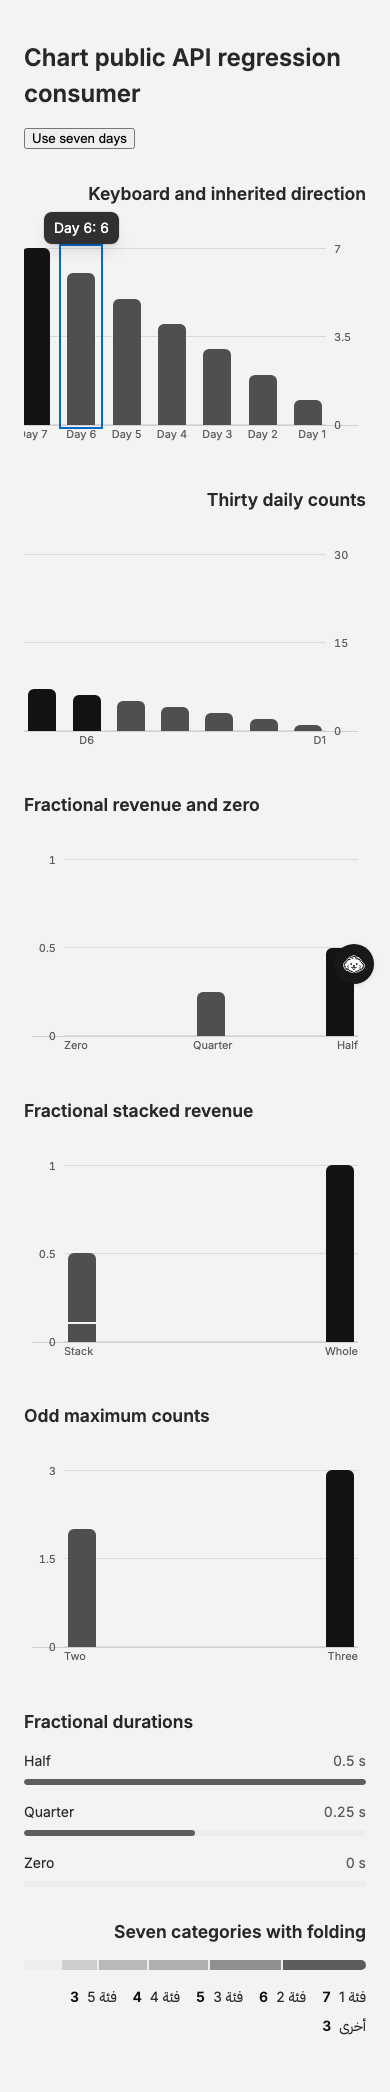 Chart public API regression
consumer
Use seven days
Keyboard and inherited direction
Day 6: 6
7
3.5
0
ay 7 Day 6 Day 5 Day 4 Day 3 Day 2 Day 1
Thirty daily counts
30
15
0
D6 D1
Fractional revenue and zero
1
0.5
0
Zero Quarter Half
Fractional stacked revenue
1
0.5
0
Stack Whole
Odd maximum counts
3
1.5
0
Two Three
Fractional durations
Half 0.5 s
Quarter 0.25 s
Zero 0 s
Seven categories with folding
فئة 1 7 فئة 2 6 فئة 3 5 فئة 4 4 فئة 5 3
أخرى 3